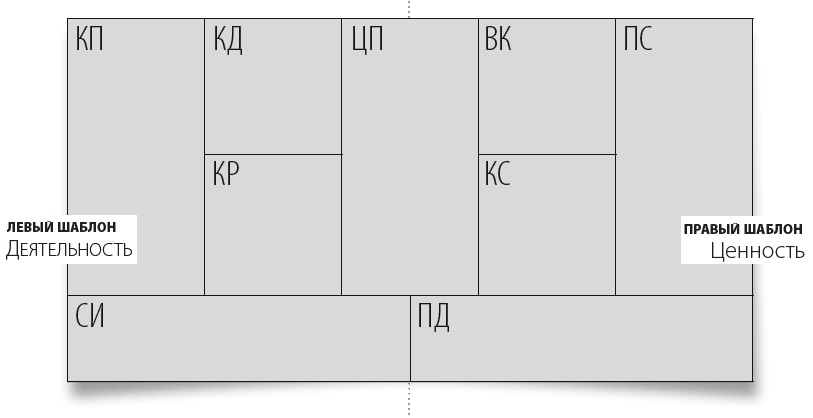 КП
КД
ЦП
ВК
ПС
КР
КС
ЛЕВЫЙ ШАБЛОН
ДЕЯТЕЛЬНОСТЬ
ПРАВЫЙ ШАБЛОН
Ценность
СИ
ПД